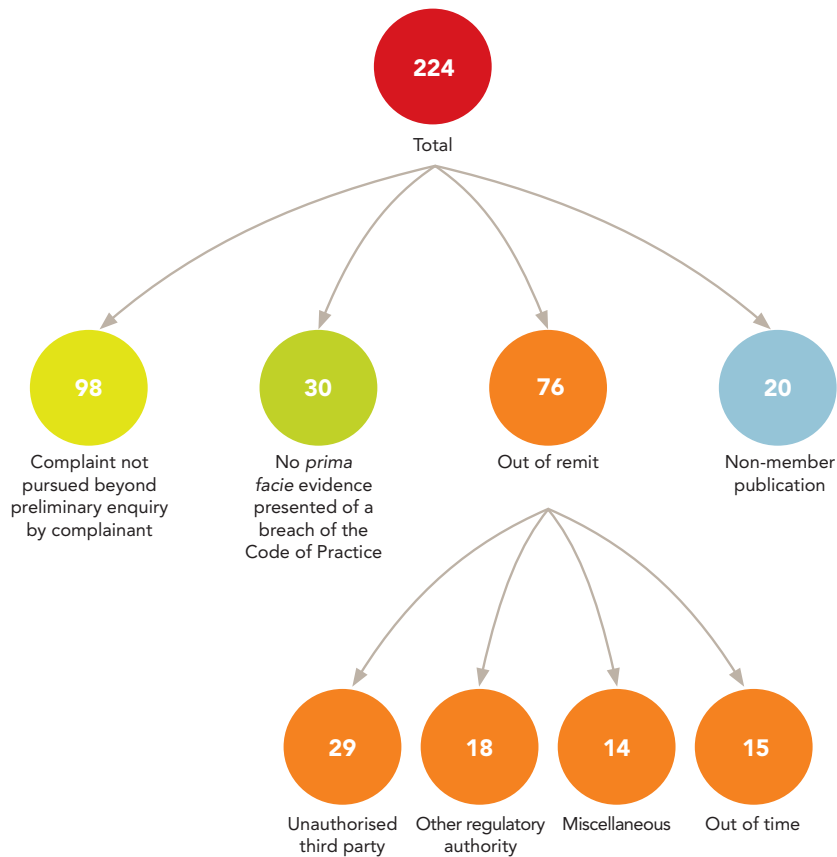 224
Total
98
Complaint not
pursued beyond
preliminary enquiry
by complainant
30
No prima
facie evidence
presented of a
breach of the
Code of Practice
76
Out of remit
20
Non-member
publication
29
Unauthorised
third party
18
Other regulatory
authority
14
Miscellaneous
15
Out of time